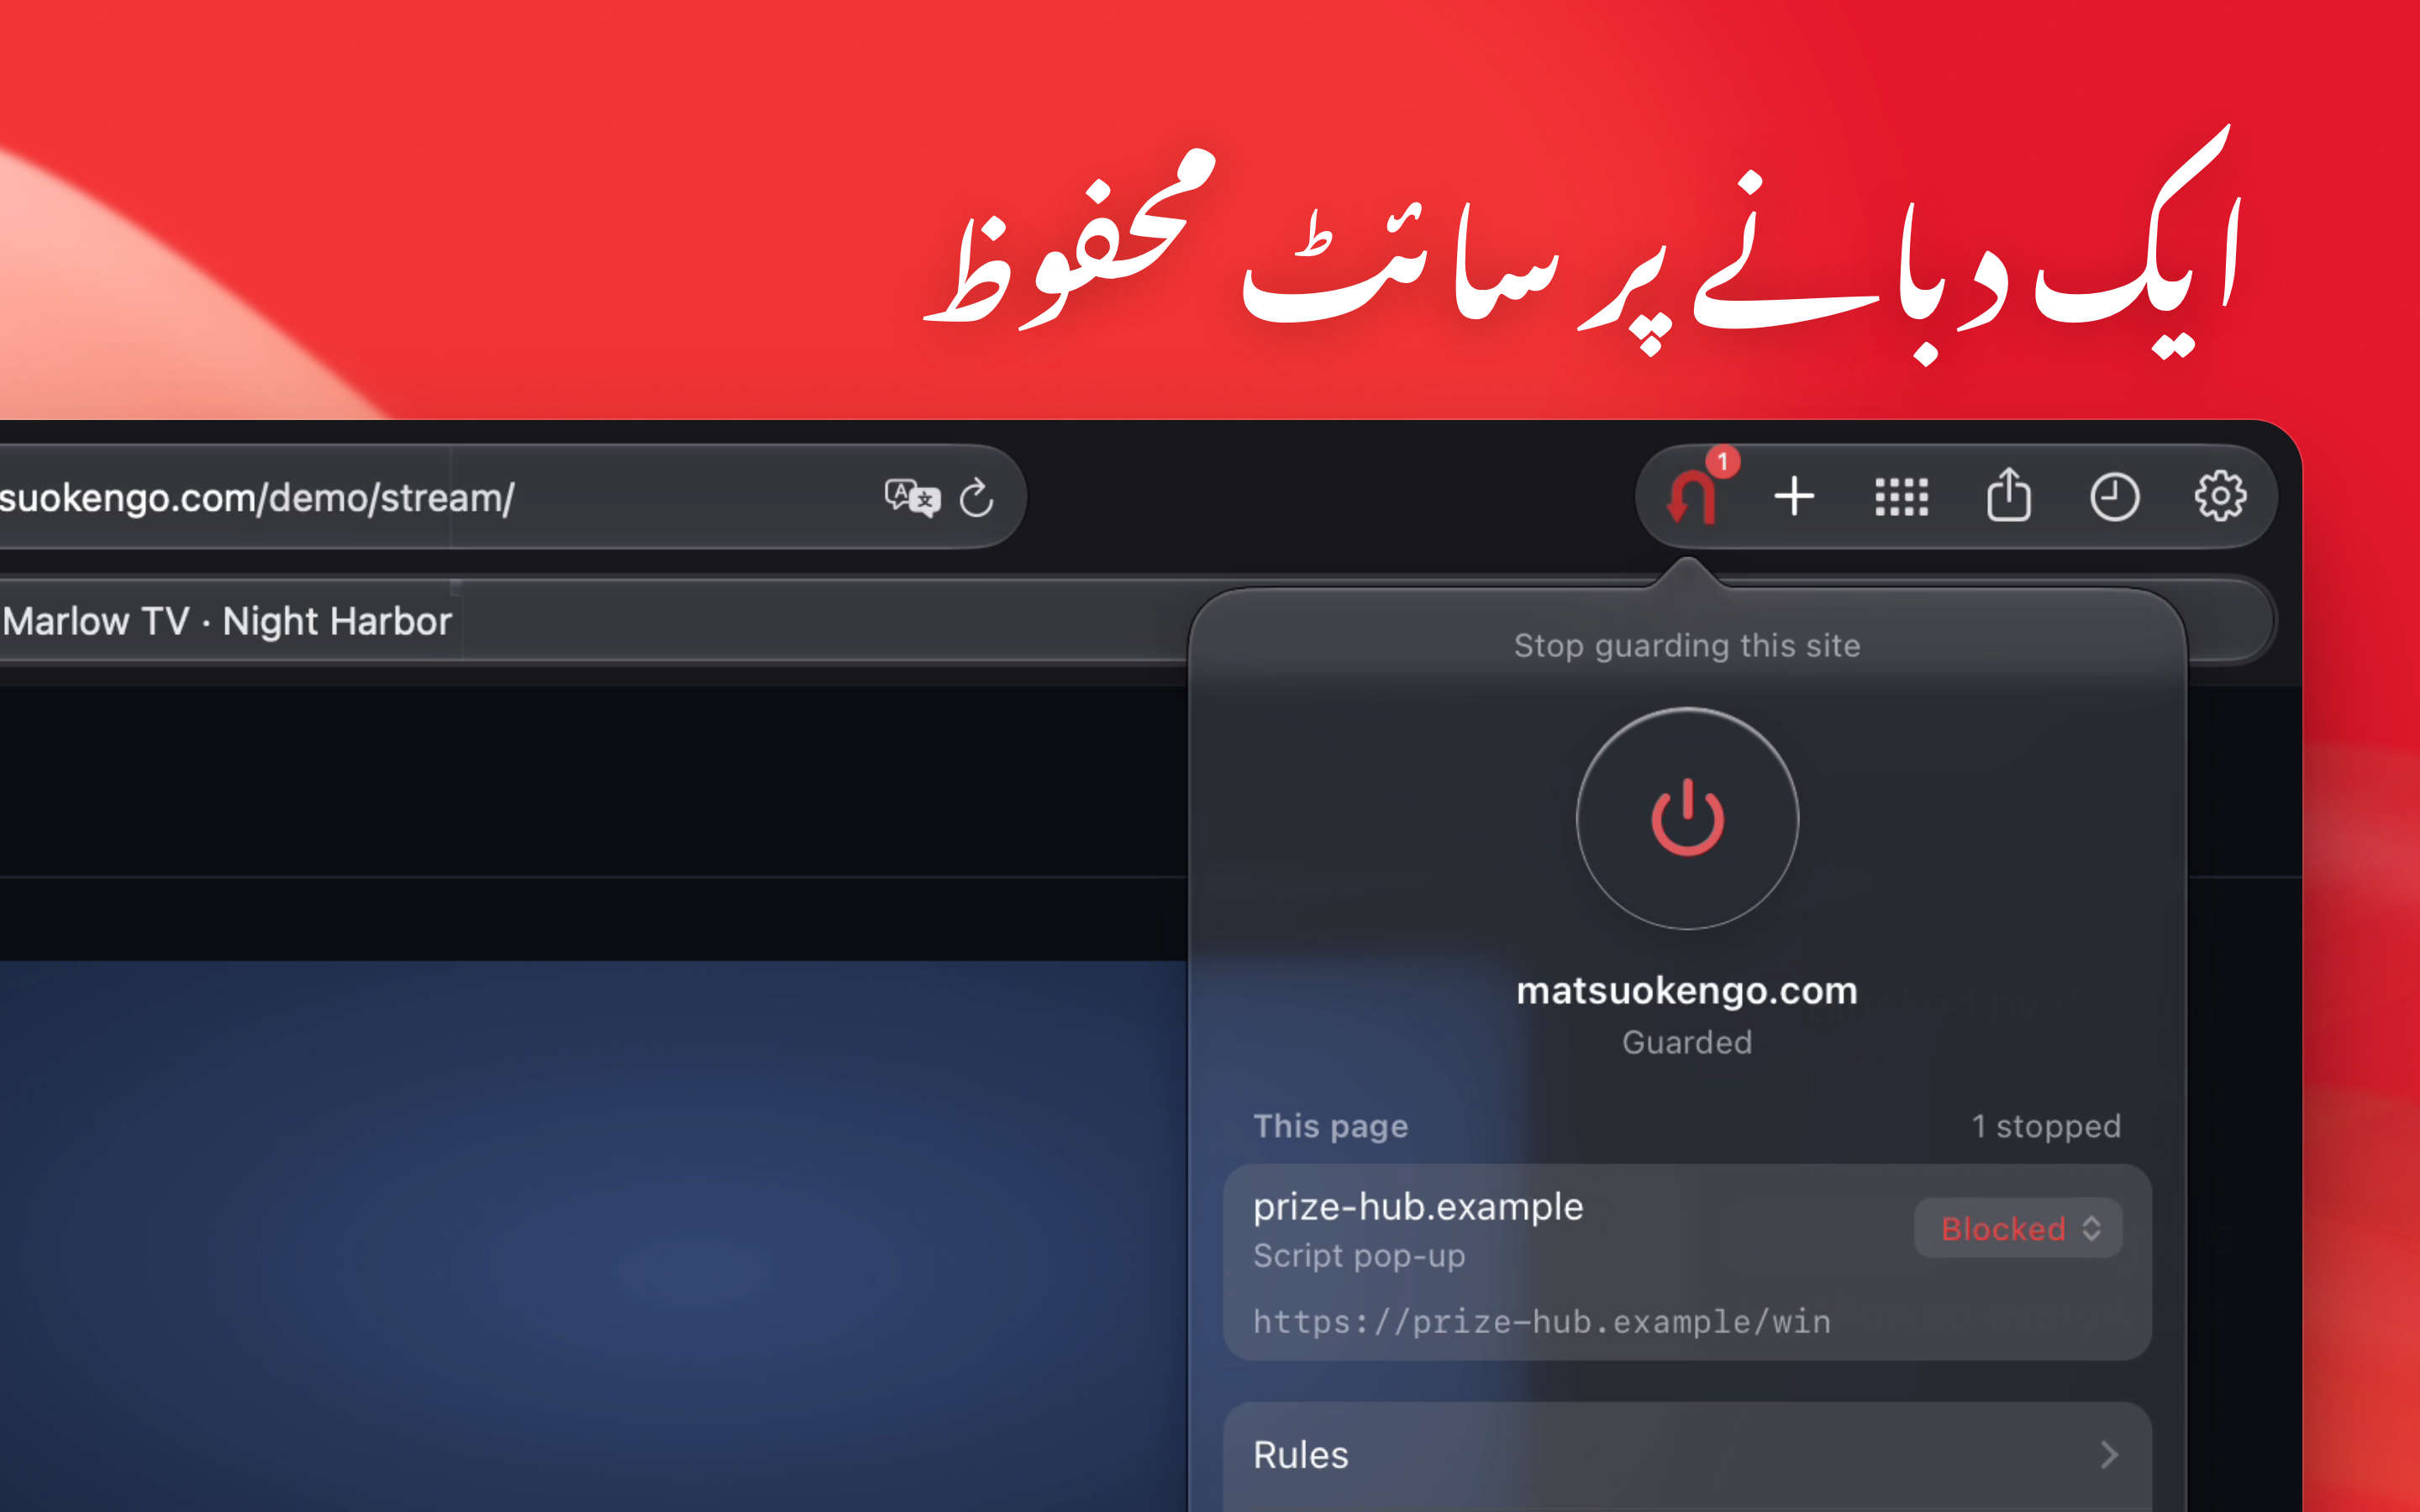 ایک دبانے پر سائٹ محفوظ
suokengo.com/demo/stream/
1
Marlow TV · Night Harbor
Stop guarding this site
matsuokengo.com
Guarded
This page
1 stopped
prize-hub.example
Blocked
Script pop-up
https://prize-hub.example/win
Rules